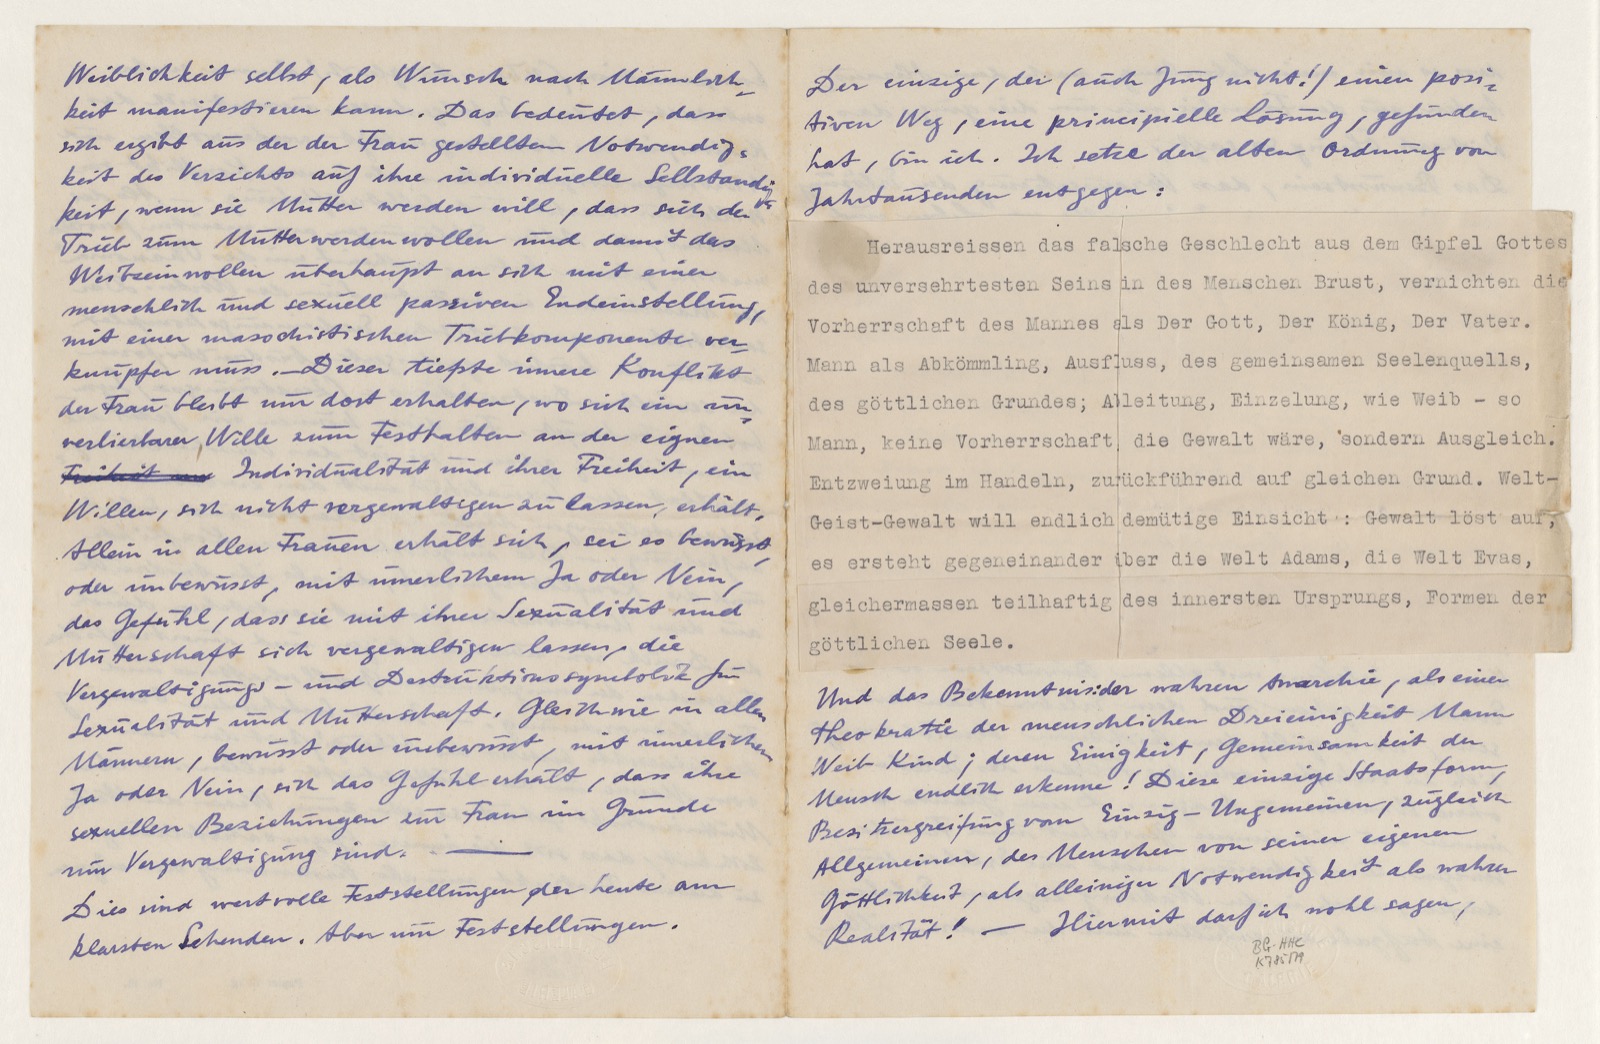 Weiblichkeit selbst, als Wunsch nach Männlich-
keit manifestieren kann. Das bedeutet, dass
sich ergibt aus der der Frau gestellten Notwendig-
keit des Verzichts auf ihre individuelle Selbständig-
keit, wenn sie Mutter werden will, dass sich der
Trieb zum Mutterwerdenwollen und damit das
Weibseinwollen überhaupt an sich mit einer
menschlich und sexuell passiven Endeinstellung,
mit einer masochistischen Triebkomponente ver-
knüpfen muss. – Dieser tiefste innere Konflikt
der Frau bleibt nur dort erhalten, wo sich ein un-
verlierbarer Wille zum Festhalten an der eignen
Freiheit und Individualität und ihrer Freiheit, ein
Willen, sich nicht vergewaltigen zu lassen, erhält.
Allein in allen Frauen erhält sich, sei es bewusst,
oder unbewusst, mit innerlichem Ja oder Nein,
das Gefühl, dass sie mit ihrer Sexualität und
Mutterschaft sich vergewaltigen lassen, die
Vergewaltigungs- und Destruktionssymbolik für
Sexualität und Mutterschaft. Gleichwie in allen
Männern, bewusst oder unbewusst, mit innerlichem
Ja oder Nein, sich das Gefühl erhält, dass ihre
sexuellen Beziehungen zur Frau im Grunde
nur Vergewaltigung sind. —
Dies sind wertvolle Feststellungen der heute am
klarsten Sehenden. Aber nur Feststellungen.
Der einzige, der (auch Jung nicht!) einen posi-
tiven Weg, eine principielle Lösung, gefunden
hat, bin ich. Ich setze der alten Ordnung von
Jahrtausenden entgegen:
Herausreissen das falsche Geschlecht aus dem Gipfel Gottes
des unversehrtesten Seins in des Menschen Brust, vernichten die
Vorherrschaft des Mannes als Der Gott, Der König, Der Vater.
Mann als Abkömmling, Ausfluss, des gemeinsamen Seelenquells,
des göttlichen Grundes; Ableitung, Einzelung, wie Weib - so
Mann, keine Vorherrschaft, die Gewalt wäre, sondern Ausgleich.
Entzweiung im Handeln, zurückführend auf gleichen Grund. Welt-
Geist-Gewalt will endlich demütige Einsicht : Gewalt löst auf,
es ersteht gegeneinander über die Welt Adams, die Welt Evas,
gleichermassen teilhaftig des innersten Ursprungs, Formen der
göttlichen Seele.
Und das Bekenntnis: der wahren Anarchie, als einer
Theokratie der menschlichen Dreieinigkeit Mann
Weib Kind; deren Einigkeit, Gemeinsamkeit der
Mensch endlich erkenne! Diese einzige Staatsform,
Besitzergreifung vom Einzig-Ungemeinen, zugleich
Allgemeinen, des Menschen von seiner eigenen
Göttlichkeit, als alleiniger Notwendigkeit als wahrer
Realität! — Hiermit darf ich wohl sagen,
BG-HHC
K785/79